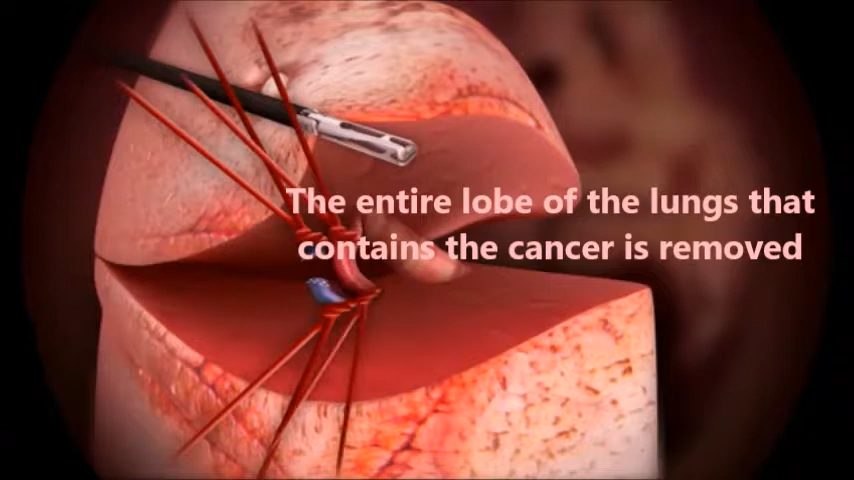 The entire lobe of the lungs that
contains the cancer is removed